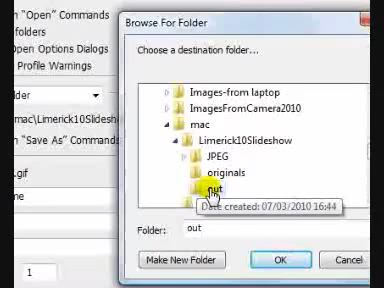 n "Open" Commands
folders
Open Options Dialogs
Profile Warnings
lder
mac\Limerick10Slideshow
n "Save As" Commands
.gif
me
1
Browse For Folder
Choose a destination folder...
Images-from laptop
ImagesFromCamera2010
mac
Limerick10Slideshow
JPEG
originals
out
Date created: 07/03/2010 16:44
Folder:
out
Make New Folder
OK
Cancel